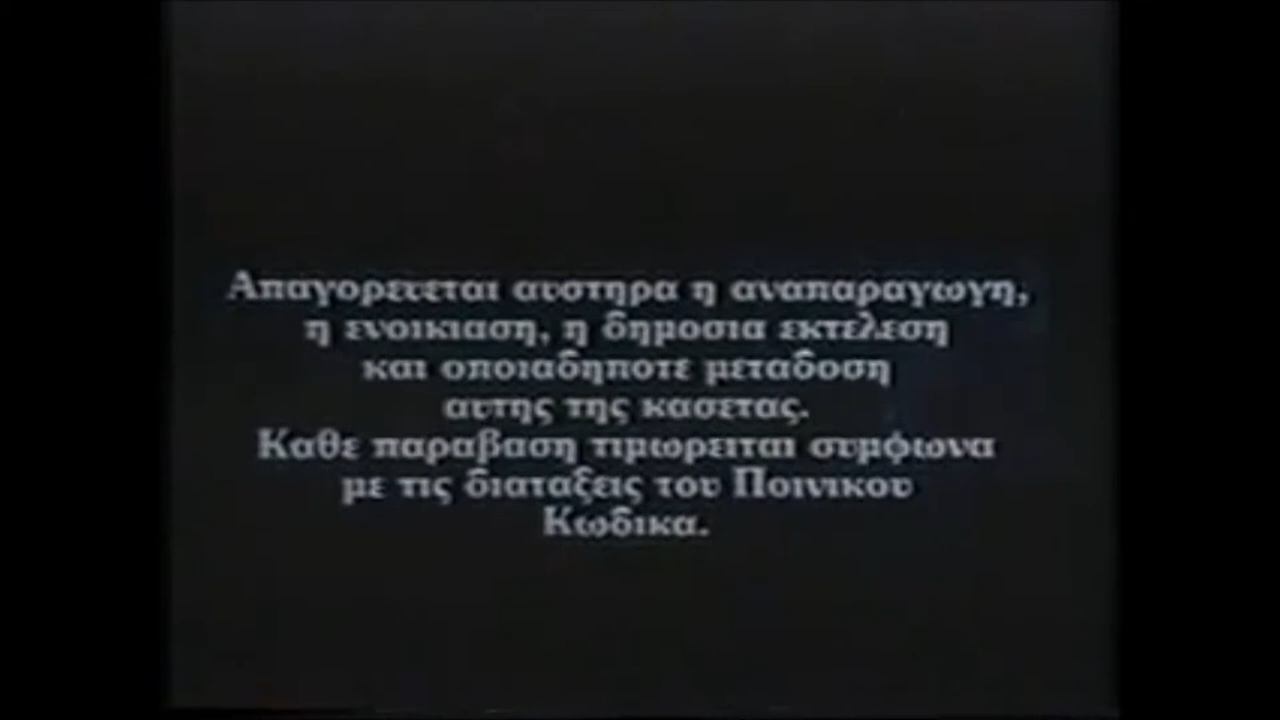 Απαγορευεται αυστηρα η αναπαραγωγη,
η ενοικιαση, η δημοσια εκτελεση
και οποιαδηποτε μεταδοση
αυτης της κασετας.
Καθε παραβαση τιμωρειται συμφωνα
με τις διαταξεις του Ποινικου
Κωδικα.